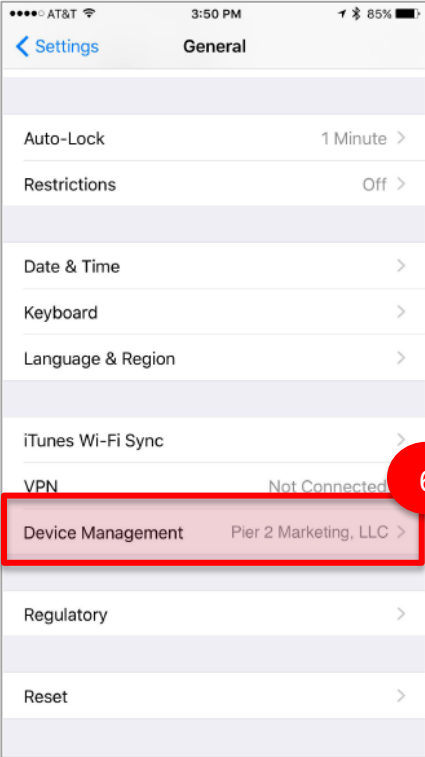 AT&T 3:50 PM 85%
Settings General
Auto-Lock 1 Minute
Restrictions Off
Date & Time
Keyboard
Language & Region
iTunes Wi-Fi Sync
VPN Not Connected
6
Device Management Pier 2 Marketing, LLC
Regulatory
Reset